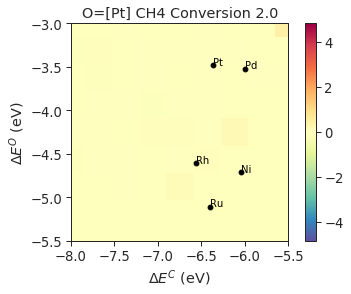 O=[Pt] CH4 Conversion 2.0
−3.0
−3.5
−4.0
−4.5
−5.0
−5.5
ΔE^O (eV)
Pt
Pd
Rh
Ni
Ru
−8.0 −7.5 −7.0 −6.5 −6.0 −5.5
ΔE^C (eV)
4
2
0
−2
−4